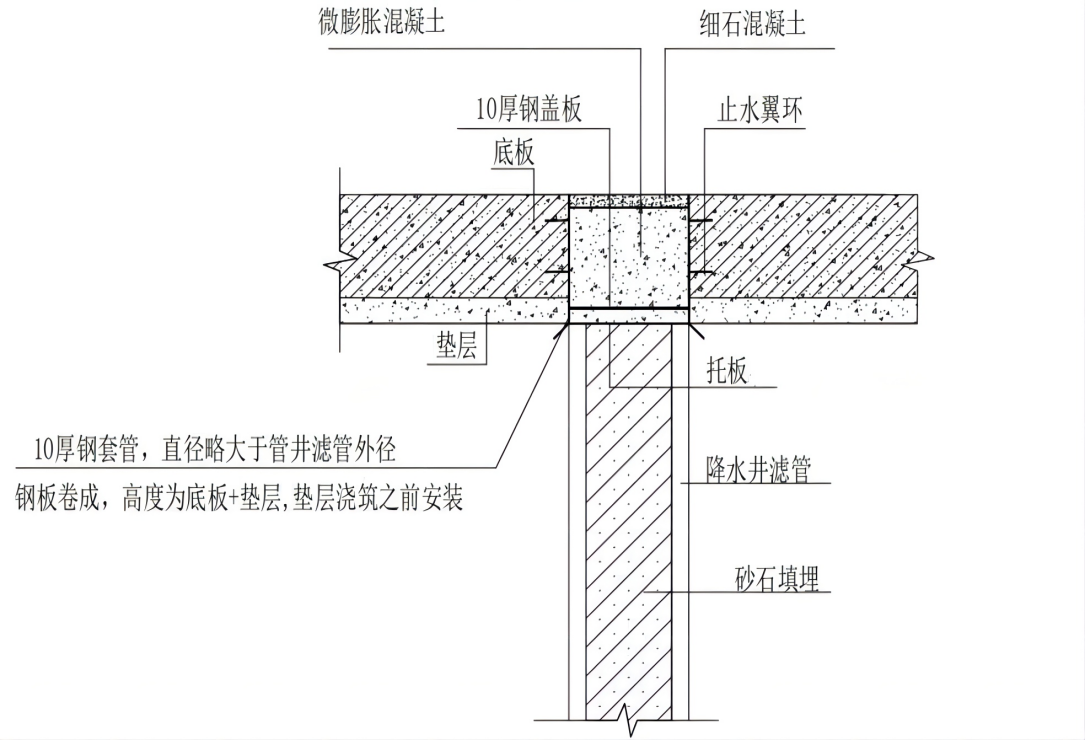 微膨胀混凝土
细石混凝土
10厚钢盖板
止水翼环
底板
垫层
托板
10厚钢套管，直径略大于管井滤管外径
钢板卷成，高度为底板+垫层,垫层浇筑之前安装
降水井滤管
砂石填埋